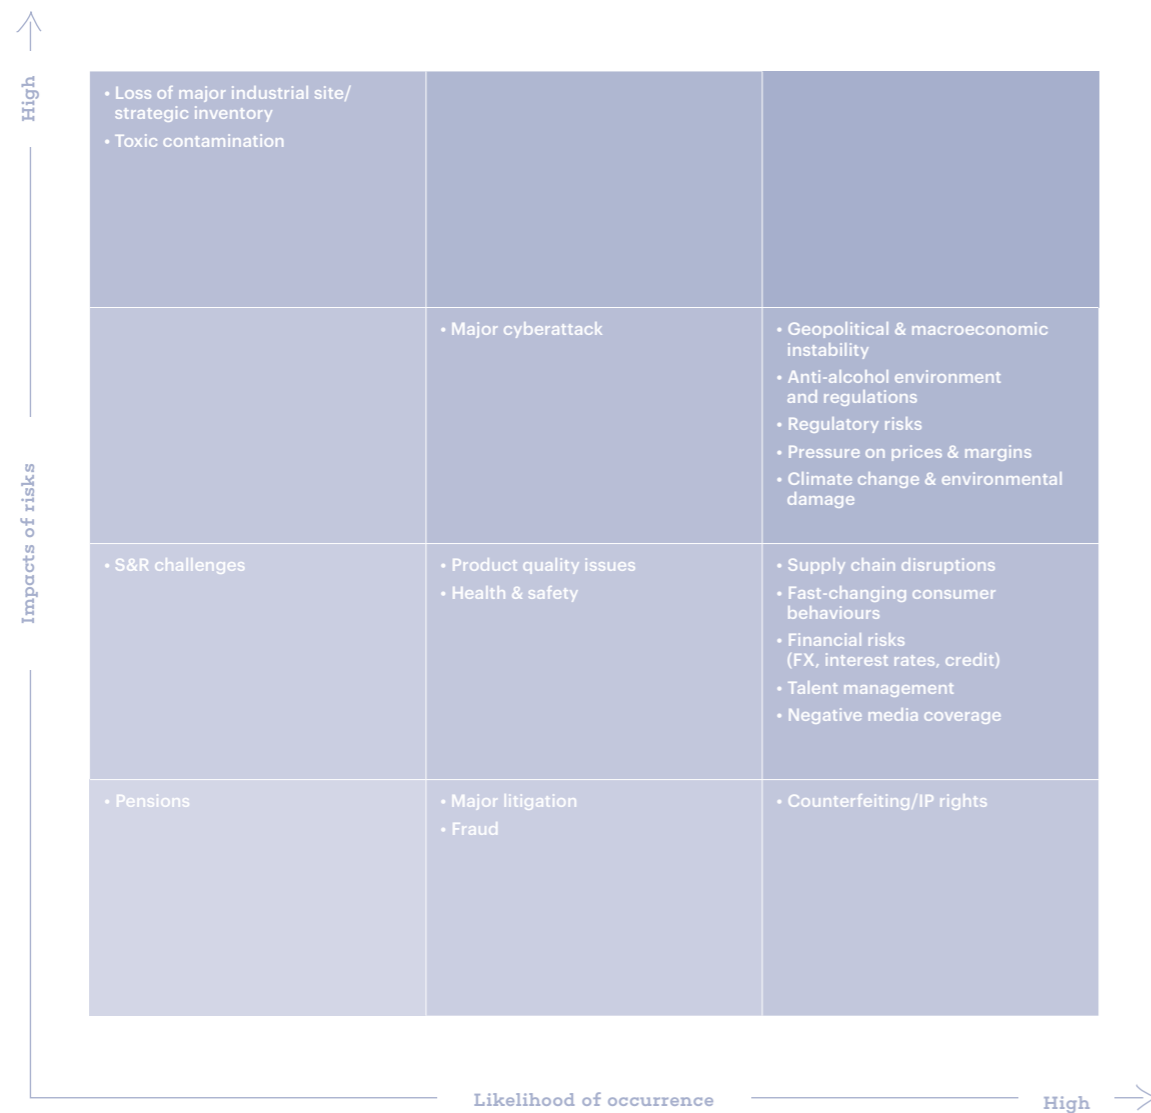 High
Impacts of risks
• Loss of major industrial site/
strategic inventory
• Toxic contamination
• Major cyberattack
• Geopolitical & macroeconomic
instability
• Anti-alcohol environment
and regulations
• Regulatory risks
• Pressure on prices & margins
• Climate change & environmental
damage
• S&R challenges
• Product quality issues
• Health & safety
• Supply chain disruptions
• Fast-changing consumer
behaviours
• Financial risks
(FX, interest rates, credit)
• Talent management
• Negative media coverage
• Pensions
• Major litigation
• Fraud
• Counterfeiting/IP rights
Likelihood of occurrence
High